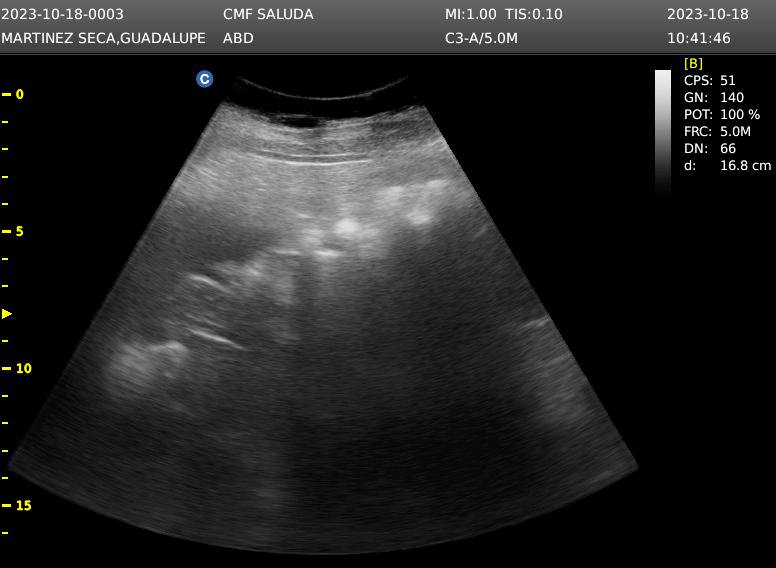 2023-10-18-0003 CMF SALUDA MI:1.00 TIS:0.10 2023-10-18
MARTINEZ SECA,GUADALUPE ABD C3-A/5.0M 10:41:46
[B]
C
CPS: 51
0
GN: 140
POT: 100 %
FRC: 5.0M
DN: 66
d: 16.8 cm
5
10
15